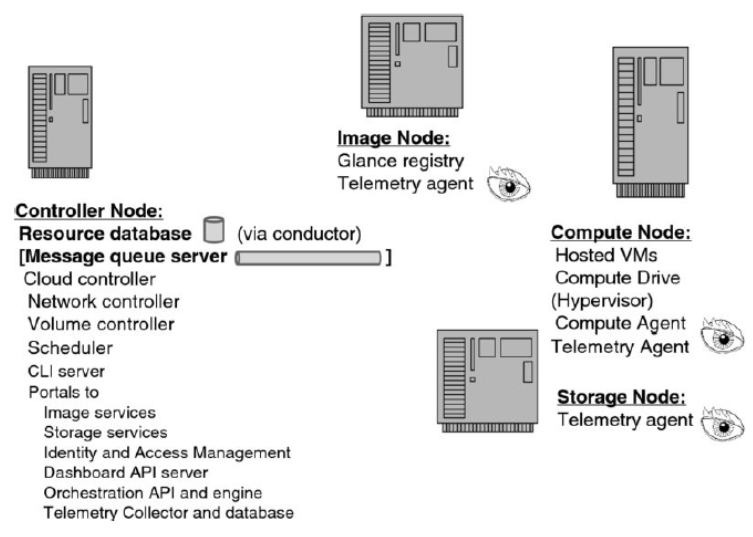 Image Node:
Glance registry
Telemetry agent
Controller Node:
Resource database (via conductor)
[Message queue server ]
Cloud controller
Network controller
Volume controller
Scheduler
CLI server
Portals to
Image services
Storage services
Identity and Access Management
Dashboard API server
Orchestration API and engine
Telemetry Collector and database
Compute Node:
Hosted VMs
Compute Drive
(Hypervisor)
Compute Agent
Telemetry Agent
Storage Node:
Telemetry agent